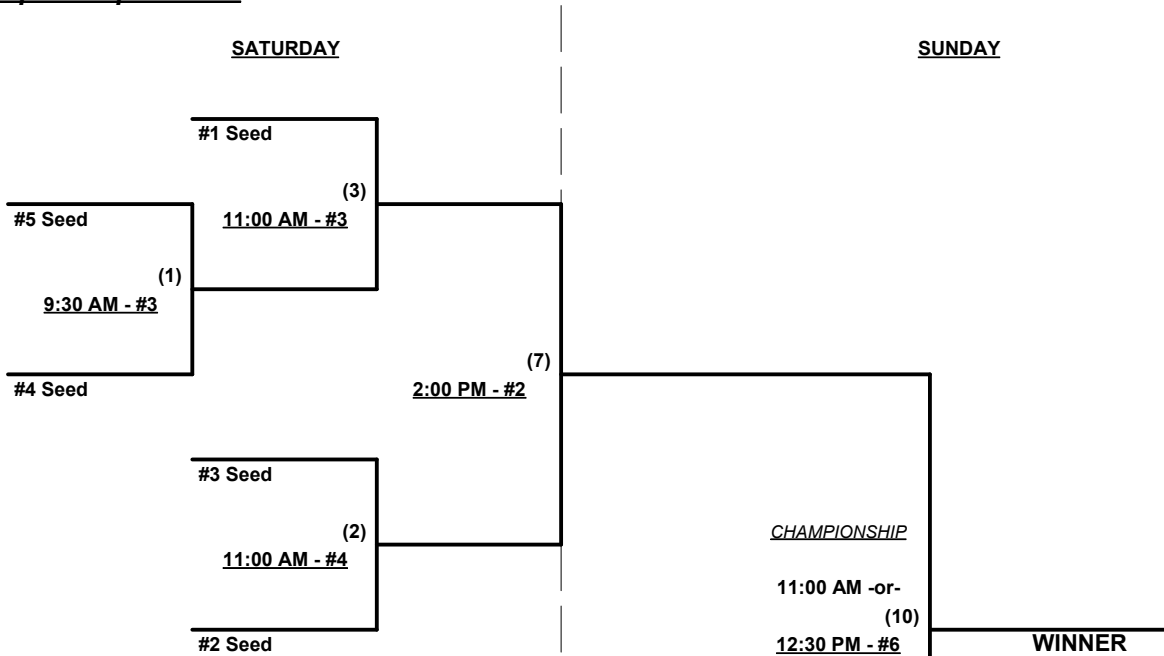 SATURDAY
SUNDAY
#1 Seed
(3)
11:00 AM - #3
#5 Seed
(1)
9:30 AM - #3
#4 Seed
(7)
2:00 PM - #2
#3 Seed
(2)
11:00 AM - #4
#2 Seed
CHAMPIONSHIP
11:00 AM -or-
(10)
12:30 PM - #6
WINNER